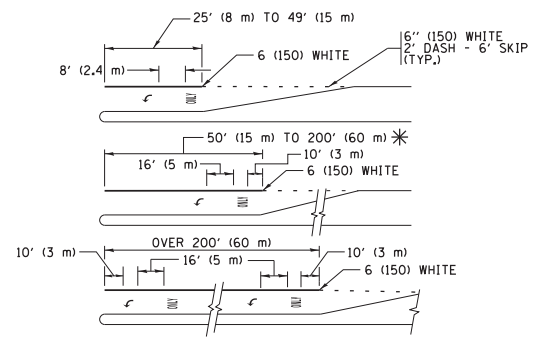 25' (8 m) TO 49' (15 m)
6" (150) WHITE
2' DASH - 6' SKIP
(TYP.)
6 (150) WHITE
8' (2.4 m)
ONLY
50' (15 m) TO 200' (60 m) *
16' (5 m)
10' (3 m)
6 (150) WHITE
ONLY
OVER 200' (60 m)
10' (3 m)
16' (5 m)
10' (3 m)
6 (150) WHITE
ONLY
ONLY